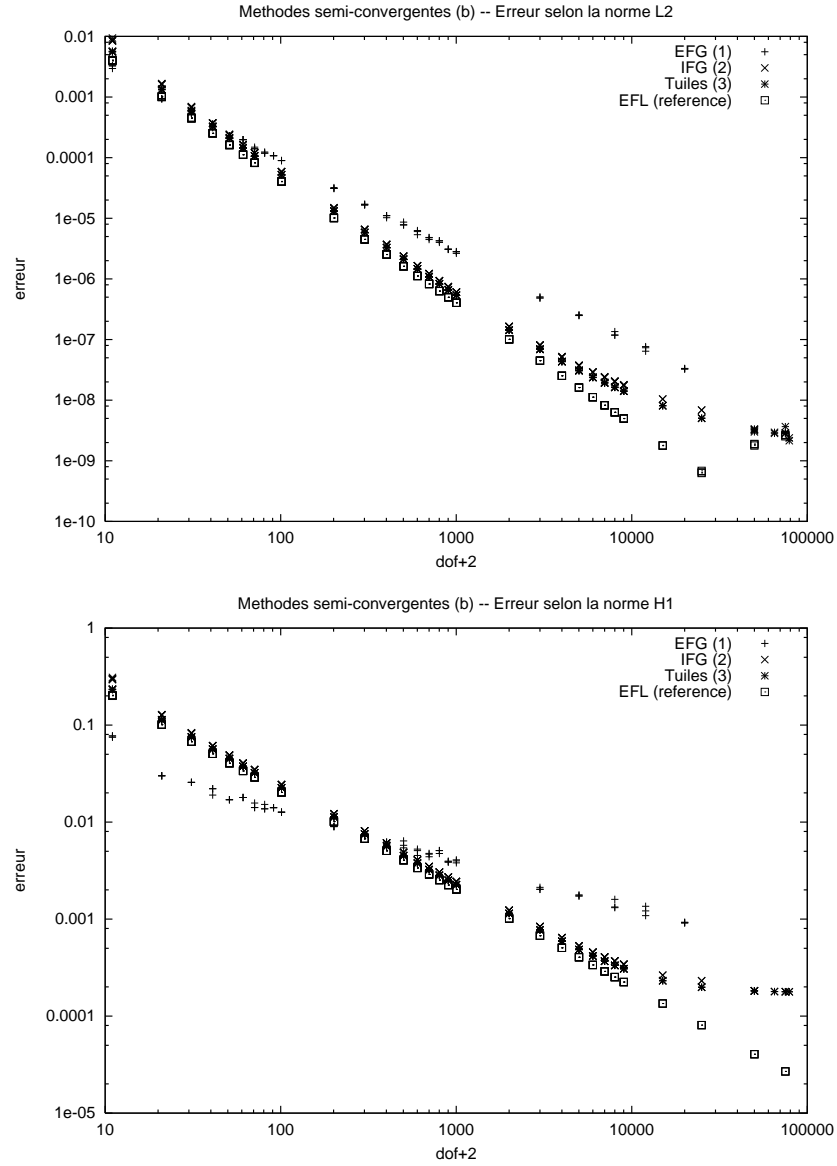 Methodes semi-convergentes (b) -- Erreur selon la norme L2
0.01
0.001
0.0001
1e-05
1e-06
1e-07
1e-08
1e-09
1e-10
erreur
EFG (1)
IFG (2)
Tuiles (3)
EFL (reference)
10 100 1000 10000 100000
dof+2
Methodes semi-convergentes (b) -- Erreur selon la norme H1
1
0.1
0.01
0.001
0.0001
1e-05
erreur
EFG (1)
IFG (2)
Tuiles (3)
EFL (reference)
10 100 1000 10000 100000
dof+2